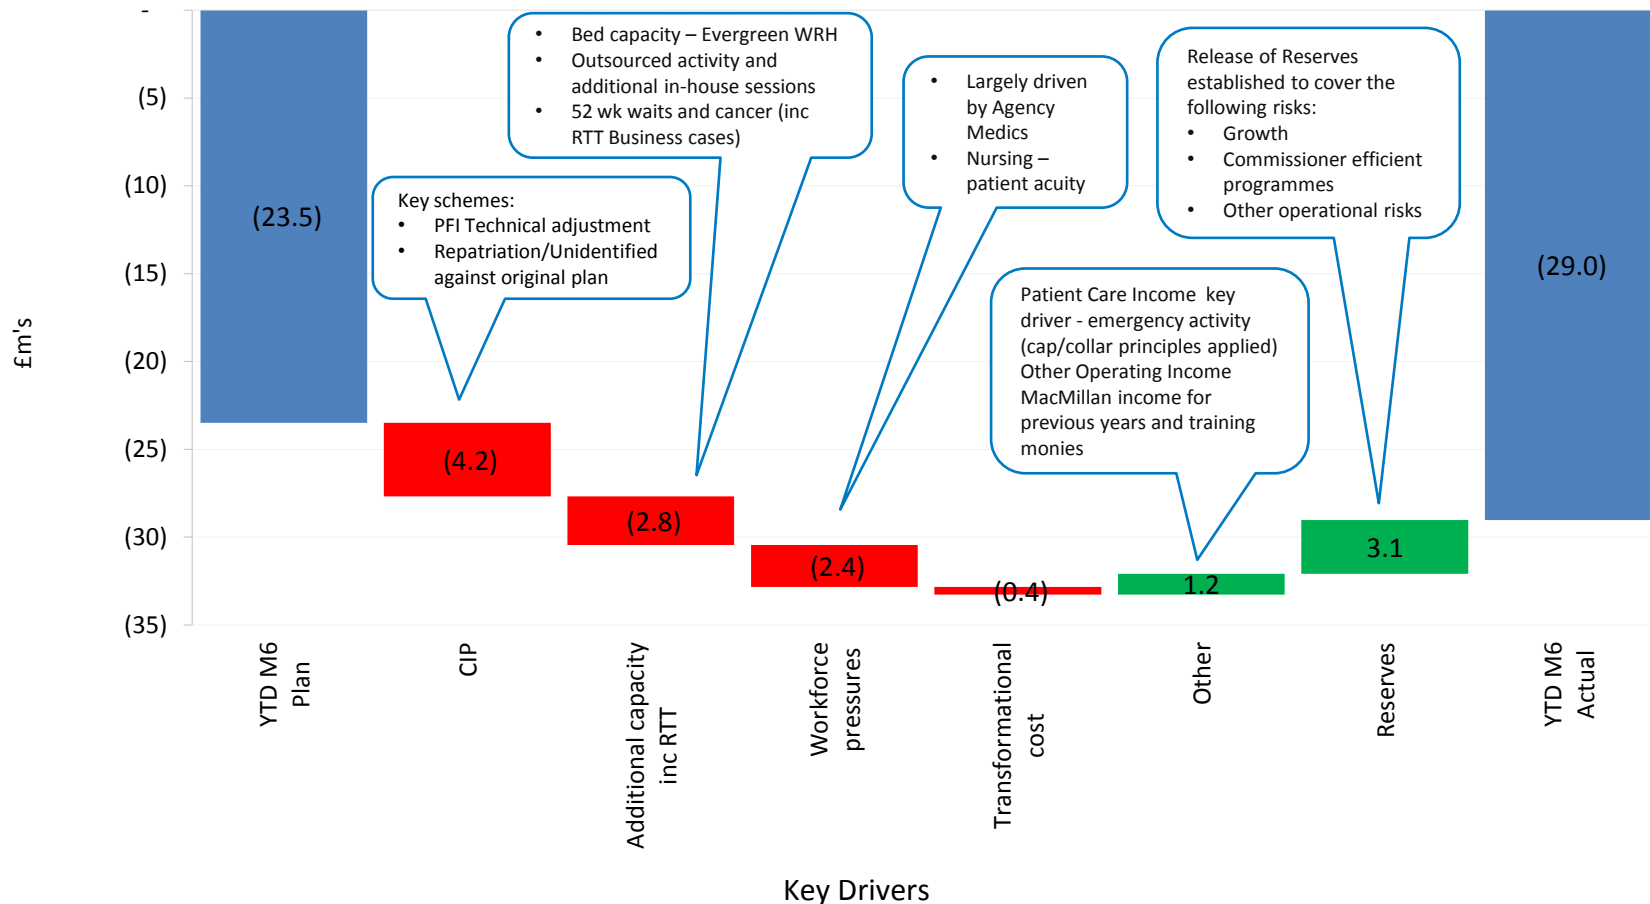 -
(5)
(10)
(15)
(20)
(25)
(30)
(35)
£m's
(23.5)
Key schemes:
• PFI Technical adjustment
• Repatriation/Unidentified
against original plan
(4.2)
• Bed capacity – Evergreen WRH
• Outsourced activity and
additional in-house sessions
• 52 wk waits and cancer (inc
RTT Business cases)
(2.8)
• Largely driven
by Agency
Medics
• Nursing –
patient acuity
(2.4)
(0.4)
Patient Care Income  key
driver - emergency activity
(cap/collar principles applied)
Other Operating Income
MacMillan income for
previous years and training
monies
1.2
Release of Reserves
established to cover the
following risks:
• Growth
• Commissioner efficient
programmes
• Other operational risks
3.1
(29.0)
YTD M6
Plan
CIP
Additional capacity
inc RTT
Workforce
pressures
Transformational
cost
Other
Reserves
YTD M6
Actual
Key Drivers